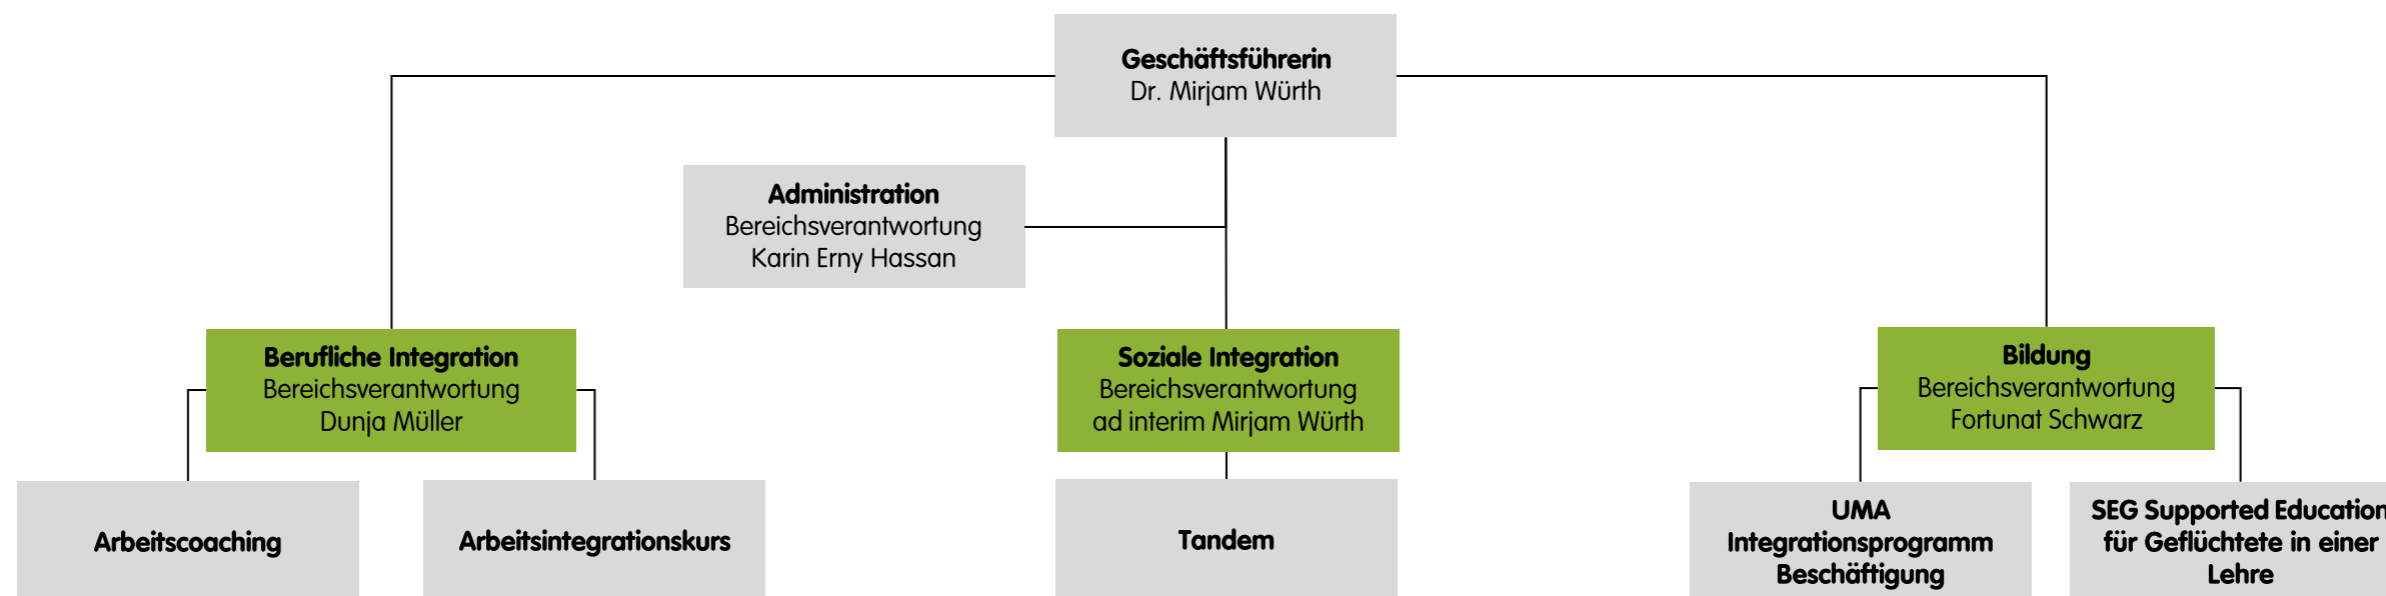 Geschäftsführerin
Dr. Mirjam Würth
Administration
Bereichsverantwortung
Karin Erny Hassan
Berufliche Integration
Bereichsverantwortung
Dunja Müller
Soziale Integration
Bereichsverantwortung
ad interim Mirjam Würth
Bildung
Bereichsverantwortung
Fortunat Schwarz
Arbeitscoaching
Arbeitsintegrationskurs
Tandem
UMA
Integrationsprogramm
Beschäftigung
SEG Supported Education
für Geflüchtete in einer
Lehre